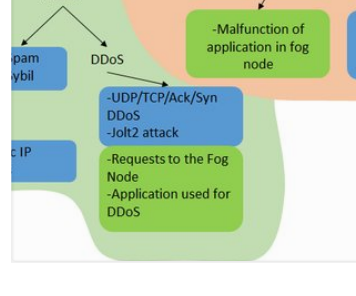 -Malfunction of
application in fog
node
DDoS
-UDP/TCP/Ack/Syn
DDoS
-Jolt2 attack
IP
-Requests to the Fog
Node
-Application used for
DDoS